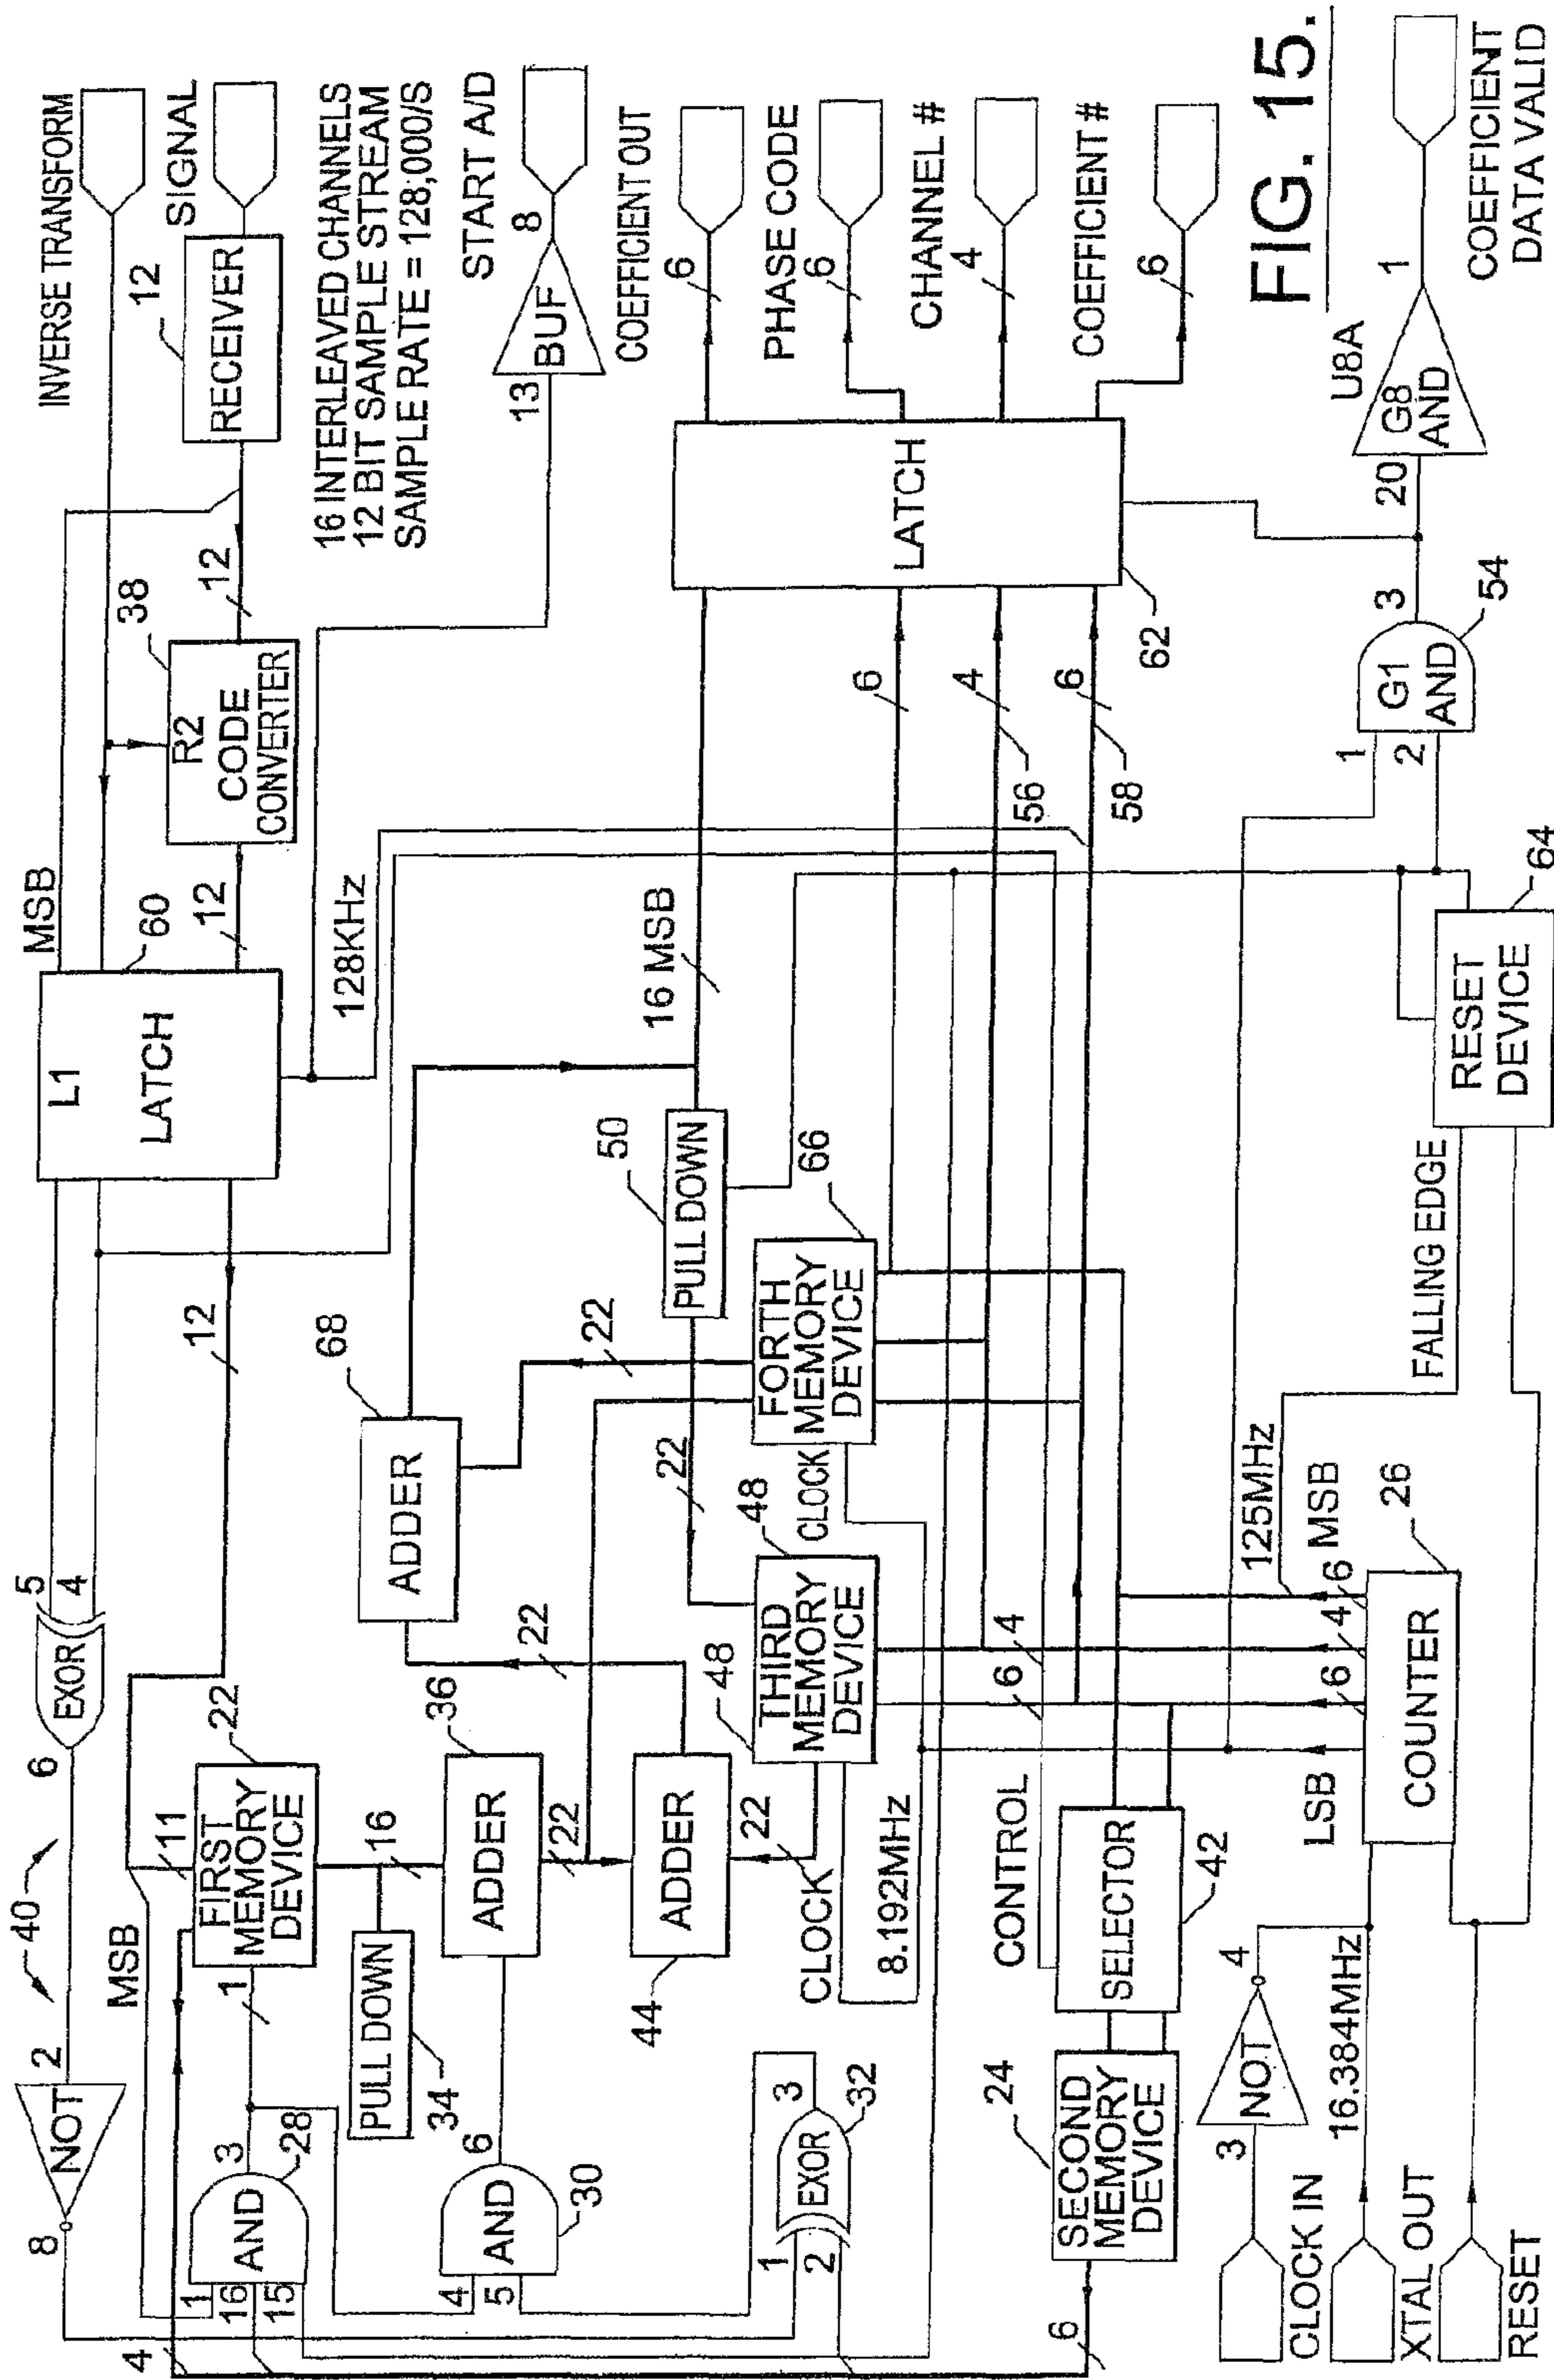 INVERSE TRANSFORM
SIGNAL
12
RECEIVER
MSB
60
12
38
R2
CODE
CONVERTER
12
L1
LATCH
128KHz
16 INTERLEAVED CHANNELS
12 BIT SAMPLE STREAM
SAMPLE RATE = 128,000/S
START A/D
8
BUF
13
5
4
EXOR
6
40
2
NOT
8
12
MSB
11
22
FIRST
MEMORY
DEVICE
1
3
28
AND
1
16
15
4
16
PULL DOWN
34
36
ADDER
22
6
AND
30
4
5
68
ADDER
22
ADDER
44
22
3
32
EXOR
1
2
50
PULL DOWN
22
22
16 MSB
COEFFICIENT OUT
6
PHASE CODE
6
CHANNEL #
4
COEFFICIENT #
6
LATCH
62
6
4
56
6
58
66
FORTH
MEMORY
DEVICE
CLOCK
48
THIRD
MEMORY
DEVICE
48
CLOCK
8.192MHz
4
6
CONTROL
SELECTOR
42
24
SECOND
MEMORY
DEVICE
6
LSB
6
4
6
MSB
125MHz
26
COUNTER
FALLING EDGE
RESET
DEVICE
64
1
2
G1
AND
54
3
20
U8A
G8
AND
1
COEFFICIENT
DATA VALID
4
NOT
3
16.384MHz
CLOCK IN
XTAL OUT
RESET
FIG. 15.